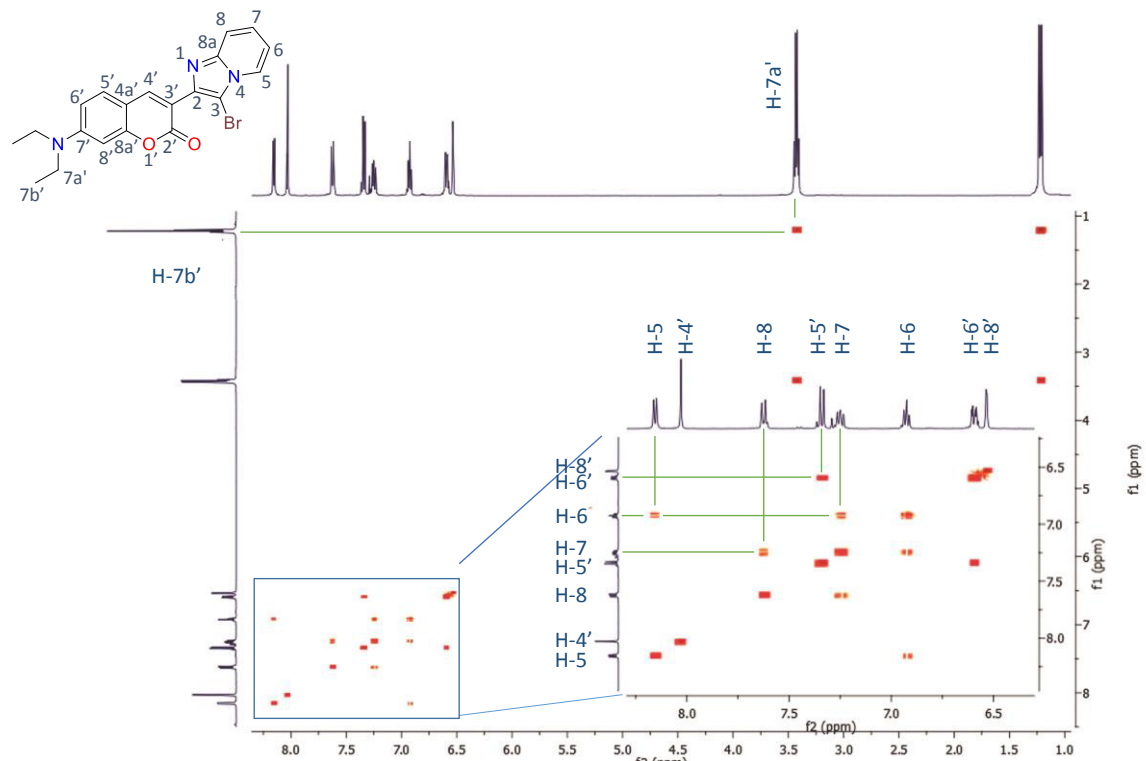 8 7
8a 6
1 N
N 5
4
5' 4' 3' 2 3
4a'
6' Br
N 7' 8' 8a' O 1' 2' O
7a'
7b'
H-7a'
H-7b'
H-5 H-4' H-8 H-5' H-7 H-6 H-6' H-8'
H-8'
H-6'
H-6
H-7
H-5'
H-8
H-4'
H-5
6.5
7.0
7.5
8.0
f1 (ppm)
8.0 7.5 7.0 6.5
f2 (ppm)
1
2
3
4
5
6
7
8
f1 (ppm)
8.0 7.5 7.0 6.5 6.0 5.5 5.0 4.5 4.0 3.5 3.0 2.5 2.0 1.5 1.0
f2 (ppm)